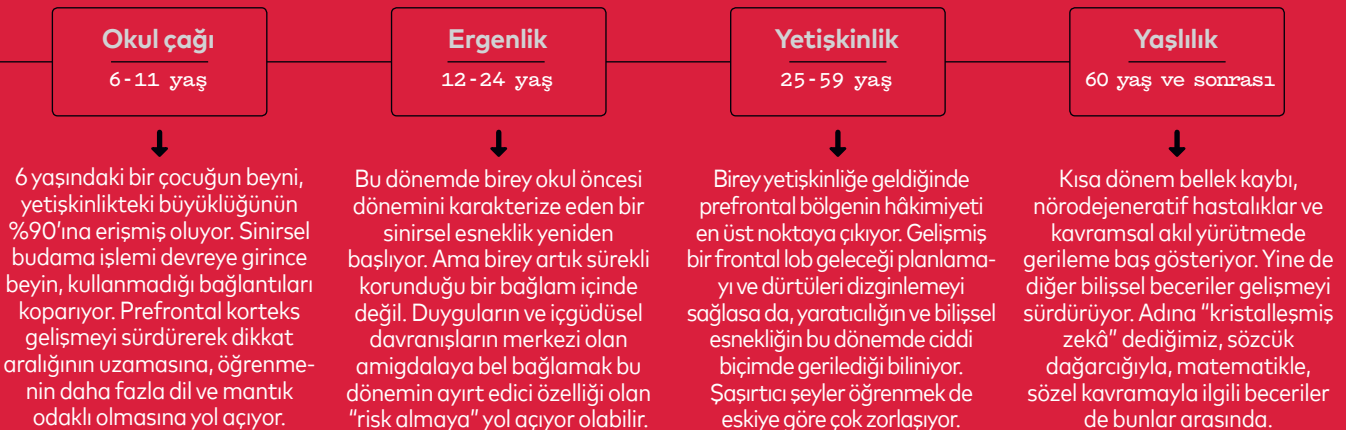 Okul çağı
6-11 yaş
6 yaşındaki bir çocuğun beyni,
yetişkinlikteki büyüklüğünün
%90'ına erişmiş oluyor. Sinirsel
budama işlemi devreye girince
beyin, kullanmadığı bağlantıları
koparıyor. Prefrontal korteks
gelişmeyi sürdürerek dikkat
aralığının uzamasına, öğrenme-
nin daha fazla dil ve mantık
odaklı olmasına yol açıyor.
Ergenlik
12-24 yaş
Bu dönemde birey okul öncesi
dönemini karakterize eden bir
sinirsel esneklik yeniden
başlıyor. Ama birey artık sürekli
korunduğu bir bağlam içinde
değil. Duyguların ve içgüdüsel
davranışların merkezi olan
amigdalaya bel bağlamak bu
dönemin ayırt edici özelliği olan
“risk almaya” yol açıyor olabilir.
Yetişkinlik
25-59 yaş
Birey yetişkinliğe geldiğinde
prefrontal bölgenin hâkimiyeti
en üst noktaya çıkıyor. Gelişmiş
bir frontal lob geleceği planlama-
yı ve dürtüleri dizginlemeyi
sağlasa da, yaratıcılığın ve bilişsel
esnekliğin bu dönemde ciddi
biçimde gerilediği biliniyor.
Şaşırtıcı şeyler öğrenmek de
eskiye göre çok zorlaşıyor.
Yaşlılık
60 yaş ve sonrası
Kısa dönem bellek kaybı,
nörodejeneratif hastalıklar ve
kavramsal akıl yürütmede
gerileme baş gösteriyor. Yine de
diğer bilişsel beceriler gelişmeyi
sürdürüyor. Adına “kristalleşmiş
zekâ” dediğimiz, sözcük
dağarcığıyla, matematikle,
sözel kavramayla ilgili beceriler
de bunlar arasında.